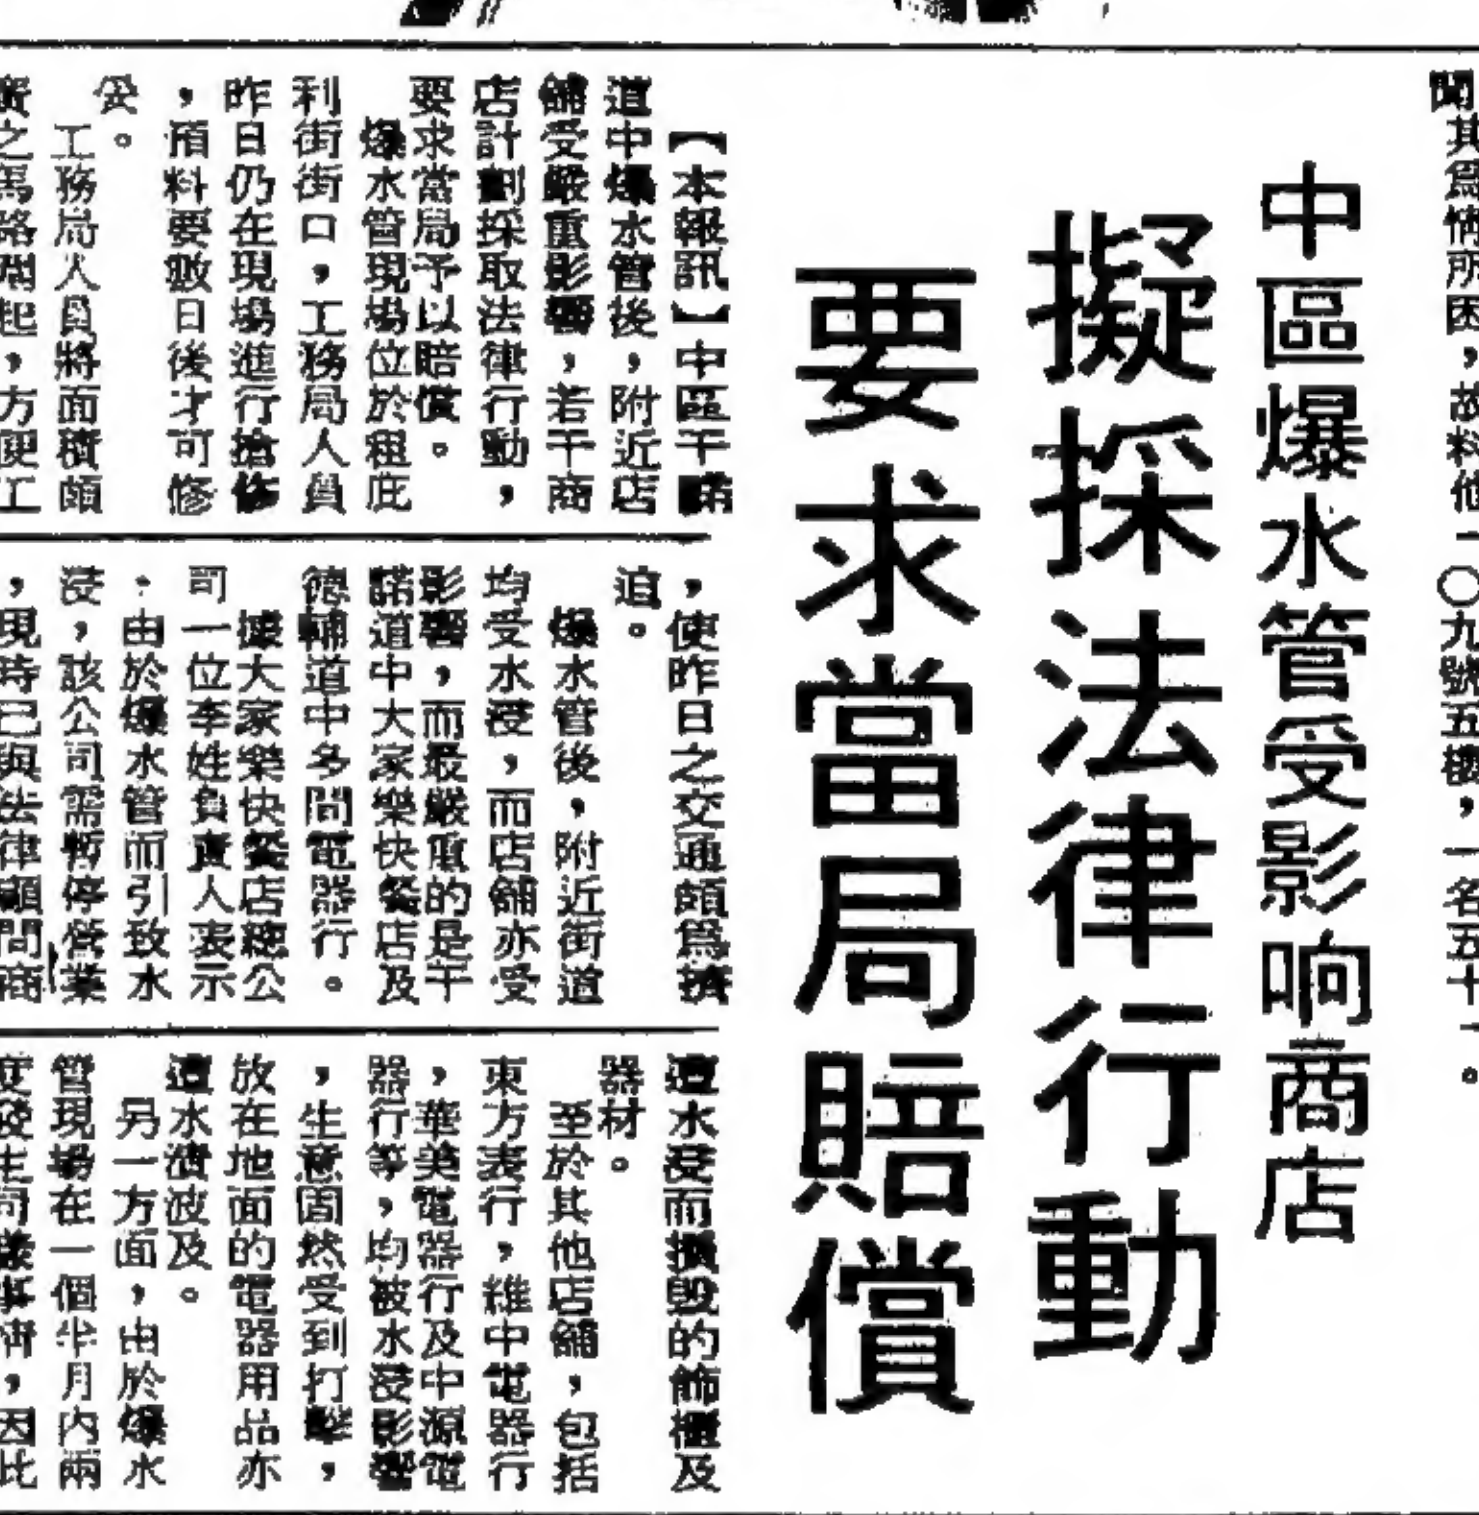 聞其爲情所困，故料他一〇九號五樓，一名五十一。
中區爆水管受影响商店
擬採法律行動
要求當局賠償
【本報訊】中區干諾
道中爆水管後，附近店
舖受嚴重影響，若干商
店計劃採取法律行動，
要求當局予以賠償。
爆水管現場位於租庇
利街街口，工務局人員
昨日仍在現場進行搶修
，預料要數日後才可修
妥。
工務局人員將面積頗
之馬路掘起，方便工
，使昨日之交通頗爲擠
迫。
爆水管後，附近街道
均受水浸，而店舖亦受
影響，而最嚴重的是干
諾道中大家樂快餐店及
德輔道中多間電器行。
據大家樂快餐店總公
司一位李姓負責人表示
，由於爆水管而引致水
浸，該公司需暫停營業
，現時已與法律顧問商
遭水浸而損毀的飾櫃及
器材。
至於其他店舖，包括
東方表行，維中電器行
，華美電器行及中源電
器行等，均被水浸影響
，生意固然受到打擊，
放在地面的電器用品亦
遭水漬波及。
另一方面，由於爆水
管現場在一個半月內兩
度發生同樣事情，因此